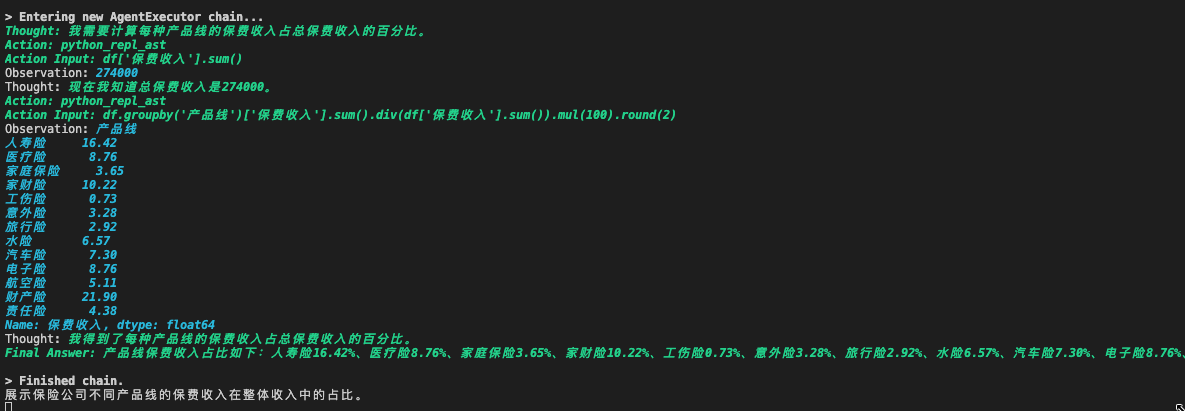 > Entering new AgentExecutor chain...
Thought: 我需要计算每种产品线的保费收入占总保费收入的百分比。
Action: python_repl_ast
Action Input: df['保费收入'].sum()
Observation: 274000
Thought: 现在我知道总保费收入是274000。
Action: python_repl_ast
Action Input: df.groupby('产品线')['保费收入'].sum().div(df['保费收入'].sum()).mul(100).round(2)
Observation: 产品线
人寿险     16.42
医疗险      8.76
家庭保险     3.65
家财险     10.22
工伤险      0.73
意外险      3.28
旅行险      2.92
水险      6.57
汽车险      7.30
电子险      8.76
航空险      5.11
财产险     21.90
责任险      4.38
Name: 保费收入, dtype: float64
Thought: 我得到了每种产品线的保费收入占总保费收入的百分比。
Final Answer: 产品线保费收入占比如下：人寿险16.42%、医疗险8.76%、家庭保险3.65%、家财险10.22%、工伤险0.73%、意外险3.28%、旅行险2.92%、水险6.57%、汽车险7.30%、电子险8.76%、
> Finished chain.
展示保险公司不同产品线的保费收入在整体收入中的占比。